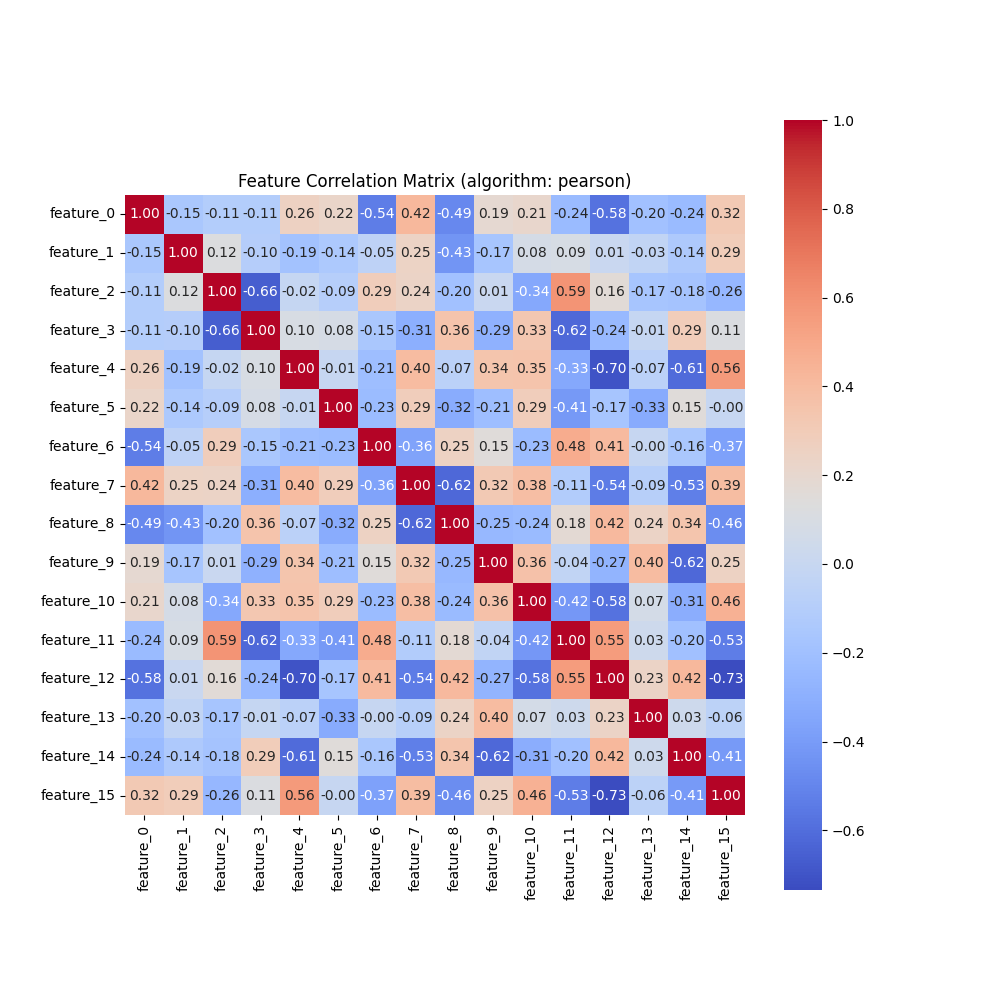 Feature Correlation Matrix (algorithm: pearson)
feature_0 1.00 -0.15 -0.11 -0.11 0.26 0.22 -0.54 0.42 -0.49 0.19 0.21 -0.24 -0.58 -0.20 -0.24 0.32
feature_1 -0.15 1.00 0.12 -0.10 -0.19 -0.14 -0.05 0.25 -0.43 -0.17 0.08 0.09 0.01 -0.03 -0.14 0.29
feature_2 -0.11 0.12 1.00 -0.66 -0.02 -0.09 0.29 0.24 -0.20 0.01 -0.34 0.59 0.16 -0.17 -0.18 -0.26
feature_3 -0.11 -0.10 -0.66 1.00 0.10 0.08 -0.15 -0.31 0.36 -0.29 0.33 -0.62 -0.24 -0.01 0.29 0.11
feature_4 0.26 -0.19 -0.02 0.10 1.00 -0.01 -0.21 0.40 -0.07 0.34 0.35 -0.33 -0.70 -0.07 -0.61 0.56
feature_5 0.22 -0.14 -0.09 0.08 -0.01 1.00 -0.23 0.29 -0.32 -0.21 0.29 -0.41 -0.17 -0.33 0.15 -0.00
feature_6 -0.54 -0.05 0.29 -0.15 -0.21 -0.23 1.00 -0.36 0.25 0.15 -0.23 0.48 0.41 -0.00 -0.16 -0.37
feature_7 0.42 0.25 0.24 -0.31 0.40 0.29 -0.36 1.00 -0.62 0.32 0.38 -0.11 -0.54 -0.09 -0.53 0.39
feature_8 -0.49 -0.43 -0.20 0.36 -0.07 -0.32 0.25 -0.62 1.00 -0.25 -0.24 0.18 0.42 0.24 0.34 -0.46
feature_9 0.19 -0.17 0.01 -0.29 0.34 -0.21 0.15 0.32 -0.25 1.00 0.36 -0.04 -0.27 0.40 -0.62 0.25
feature_10 0.21 0.08 -0.34 0.33 0.35 0.29 -0.23 0.38 -0.24 0.36 1.00 -0.42 -0.58 0.07 -0.31 0.46
feature_11 -0.24 0.09 0.59 -0.62 -0.33 -0.41 0.48 -0.11 0.18 -0.04 -0.42 1.00 0.55 0.03 -0.20 -0.53
feature_12 -0.58 0.01 0.16 -0.24 -0.70 -0.17 0.41 -0.54 0.42 -0.27 -0.58 0.55 1.00 0.23 0.42 -0.73
feature_13 -0.20 -0.03 -0.17 -0.01 -0.07 -0.33 -0.00 -0.09 0.24 0.40 0.07 0.03 0.23 1.00 0.03 -0.06
feature_14 -0.24 -0.14 -0.18 0.29 -0.61 0.15 -0.16 -0.53 0.34 -0.62 -0.31 -0.20 0.42 0.03 1.00 -0.41
feature_15 0.32 0.29 -0.26 0.11 0.56 -0.00 -0.37 0.39 -0.46 0.25 0.46 -0.53 -0.73 -0.06 -0.41 1.00
feature_0 feature_1 feature_2 feature_3 feature_4 feature_5 feature_6 feature_7 feature_8 feature_9 feature_10 feature_11 feature_12 feature_13 feature_14 feature_15
1.0
0.8
0.6
0.4
0.2
0.0
−0.2
−0.4
−0.6